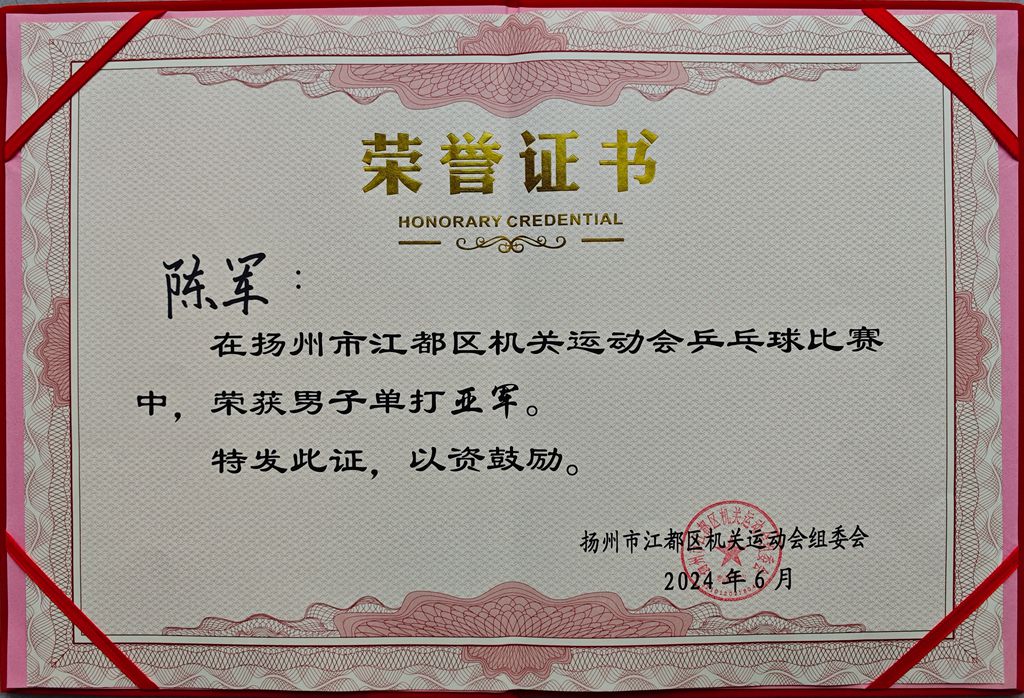 荣誉证书
HONORARY CREDENTIAL
陈军：
在扬州市江都区机关运动会乒乓球比赛
中，荣获男子单打亚军。
特发此证，以资鼓励。
扬州市江都区机关运动会组委会
2024年6月